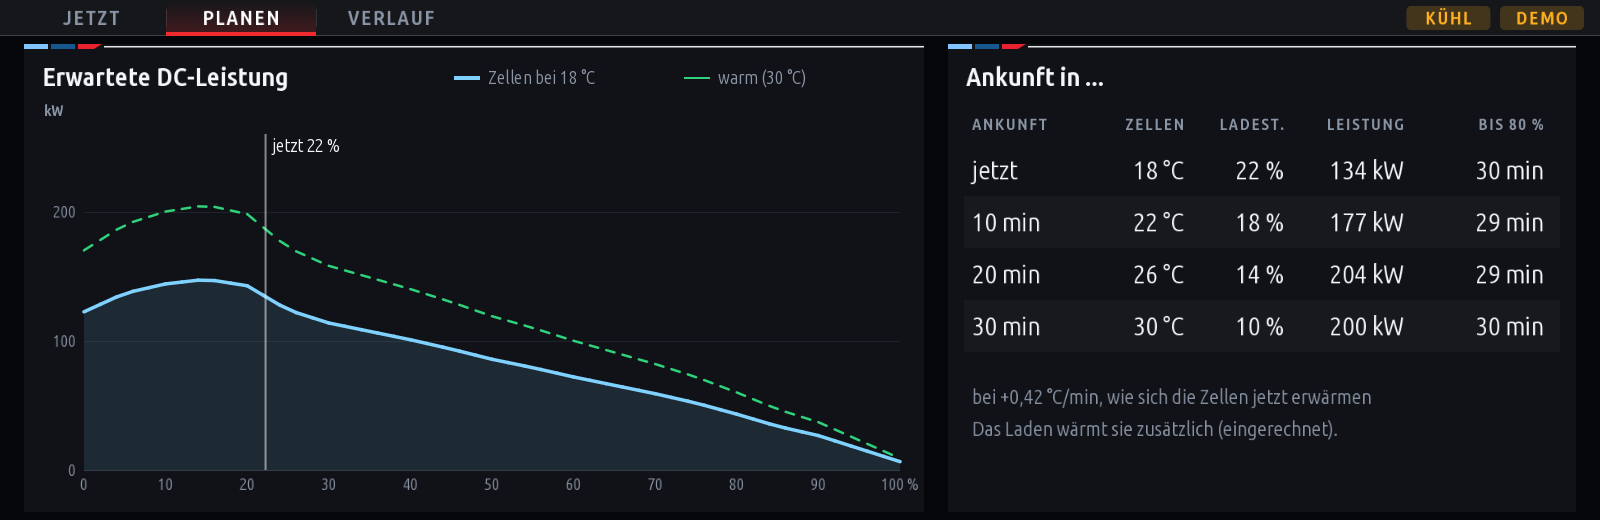 JETZT PLANEN VERLAUF KÜHL DEMO
Erwartete DC-Leistung Zellen bei 18 °C warm (30 °C)
kW
jetzt 22 %
200
100
0
0 10 20 30 40 50 60 70 80 90 100 %
Ankunft in ...
ANKUNFT ZELLEN LADEST. LEISTUNG BIS 80 %
jetzt 18 °C 22 % 134 kW 30 min
10 min 22 °C 18 % 177 kW 29 min
20 min 26 °C 14 % 204 kW 29 min
30 min 30 °C 10 % 200 kW 30 min
bei +0,42 °C/min, wie sich die Zellen jetzt erwärmen
Das Laden wärmt sie zusätzlich (eingerechnet).